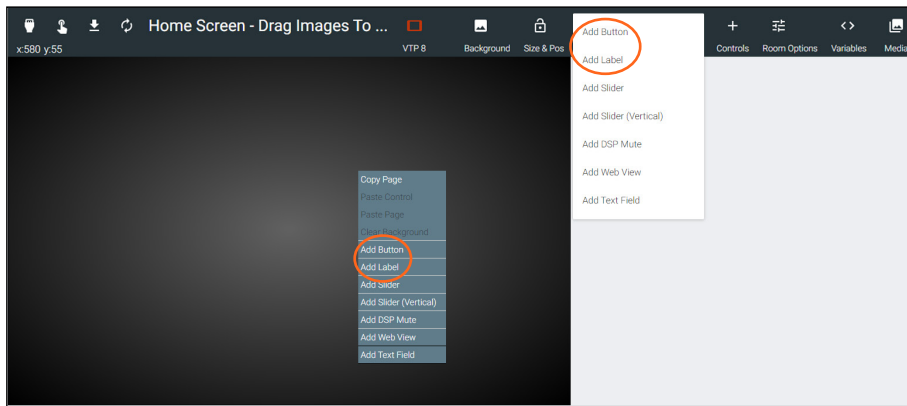 Home Screen - Drag Images To ...
x:580 y:55
VTP 8
Background
Size & Pos
Controls
Room Options
Variables
Media
Add Button
Add Label
Add Slider
Add Slider (Vertical)
Add DSP Mute
Add Web View
Add Text Field
Copy Page
Paste Control
Paste Page
Clear Background
Add Button
Add Label
Add Slider
Add Slider (Vertical)
Add DSP Mute
Add Web View
Add Text Field